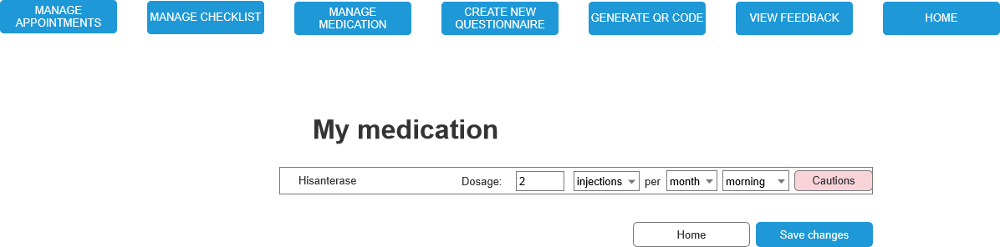 MANAGE
APPOINTMENTS
MANAGE CHECKLIST
MANAGE
MEDICATION
CREATE NEW
QUESTIONNAIRE
GENERATE QR CODE
VIEW FEEDBACK
HOME
My medication
Hisanterase Dosage: 2 injections per month morning Cautions
Home Save changes